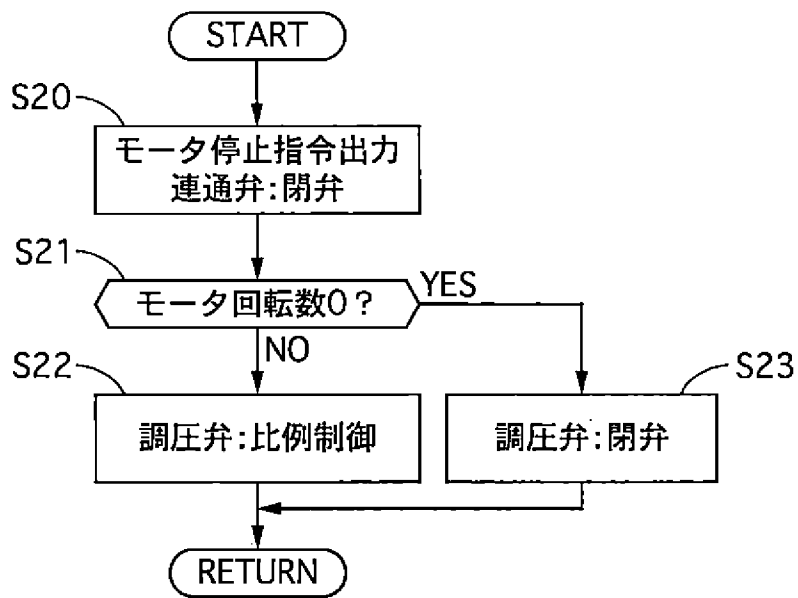 START
S20
モータ停止指令出力
連通弁:閉弁
S21
モータ回転数0?
YES
NO
S22
調圧弁:比例制御
S23
調圧弁:閉弁
RETURN